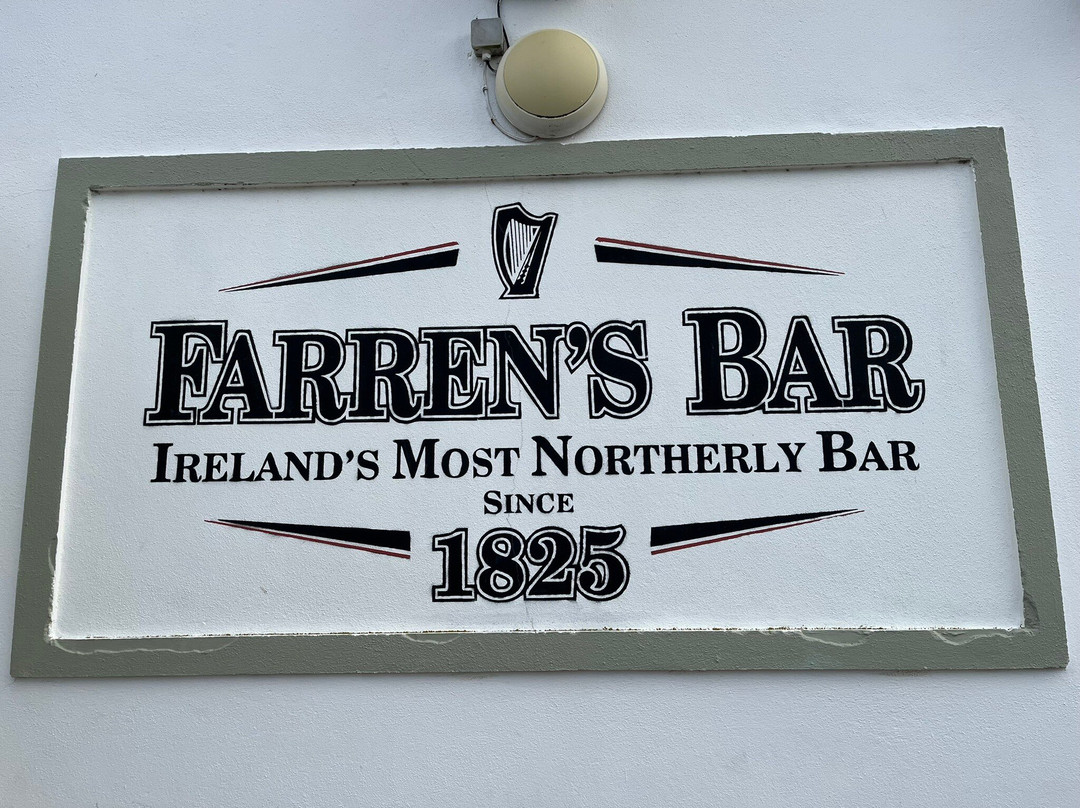 FARREN'S BAR
IRELAND'S MOST NORTHERLY BAR
SINCE
1825